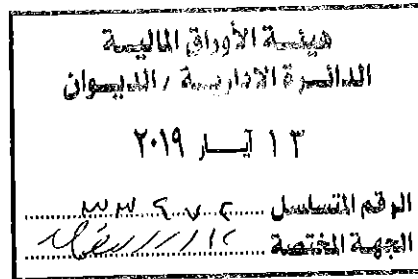 هيئة الأوراق المالية
الدائرة الادارية / الديوان
١٣ آيار ٢٠١٩
الرقم المتسلسل
الجهة المختصة